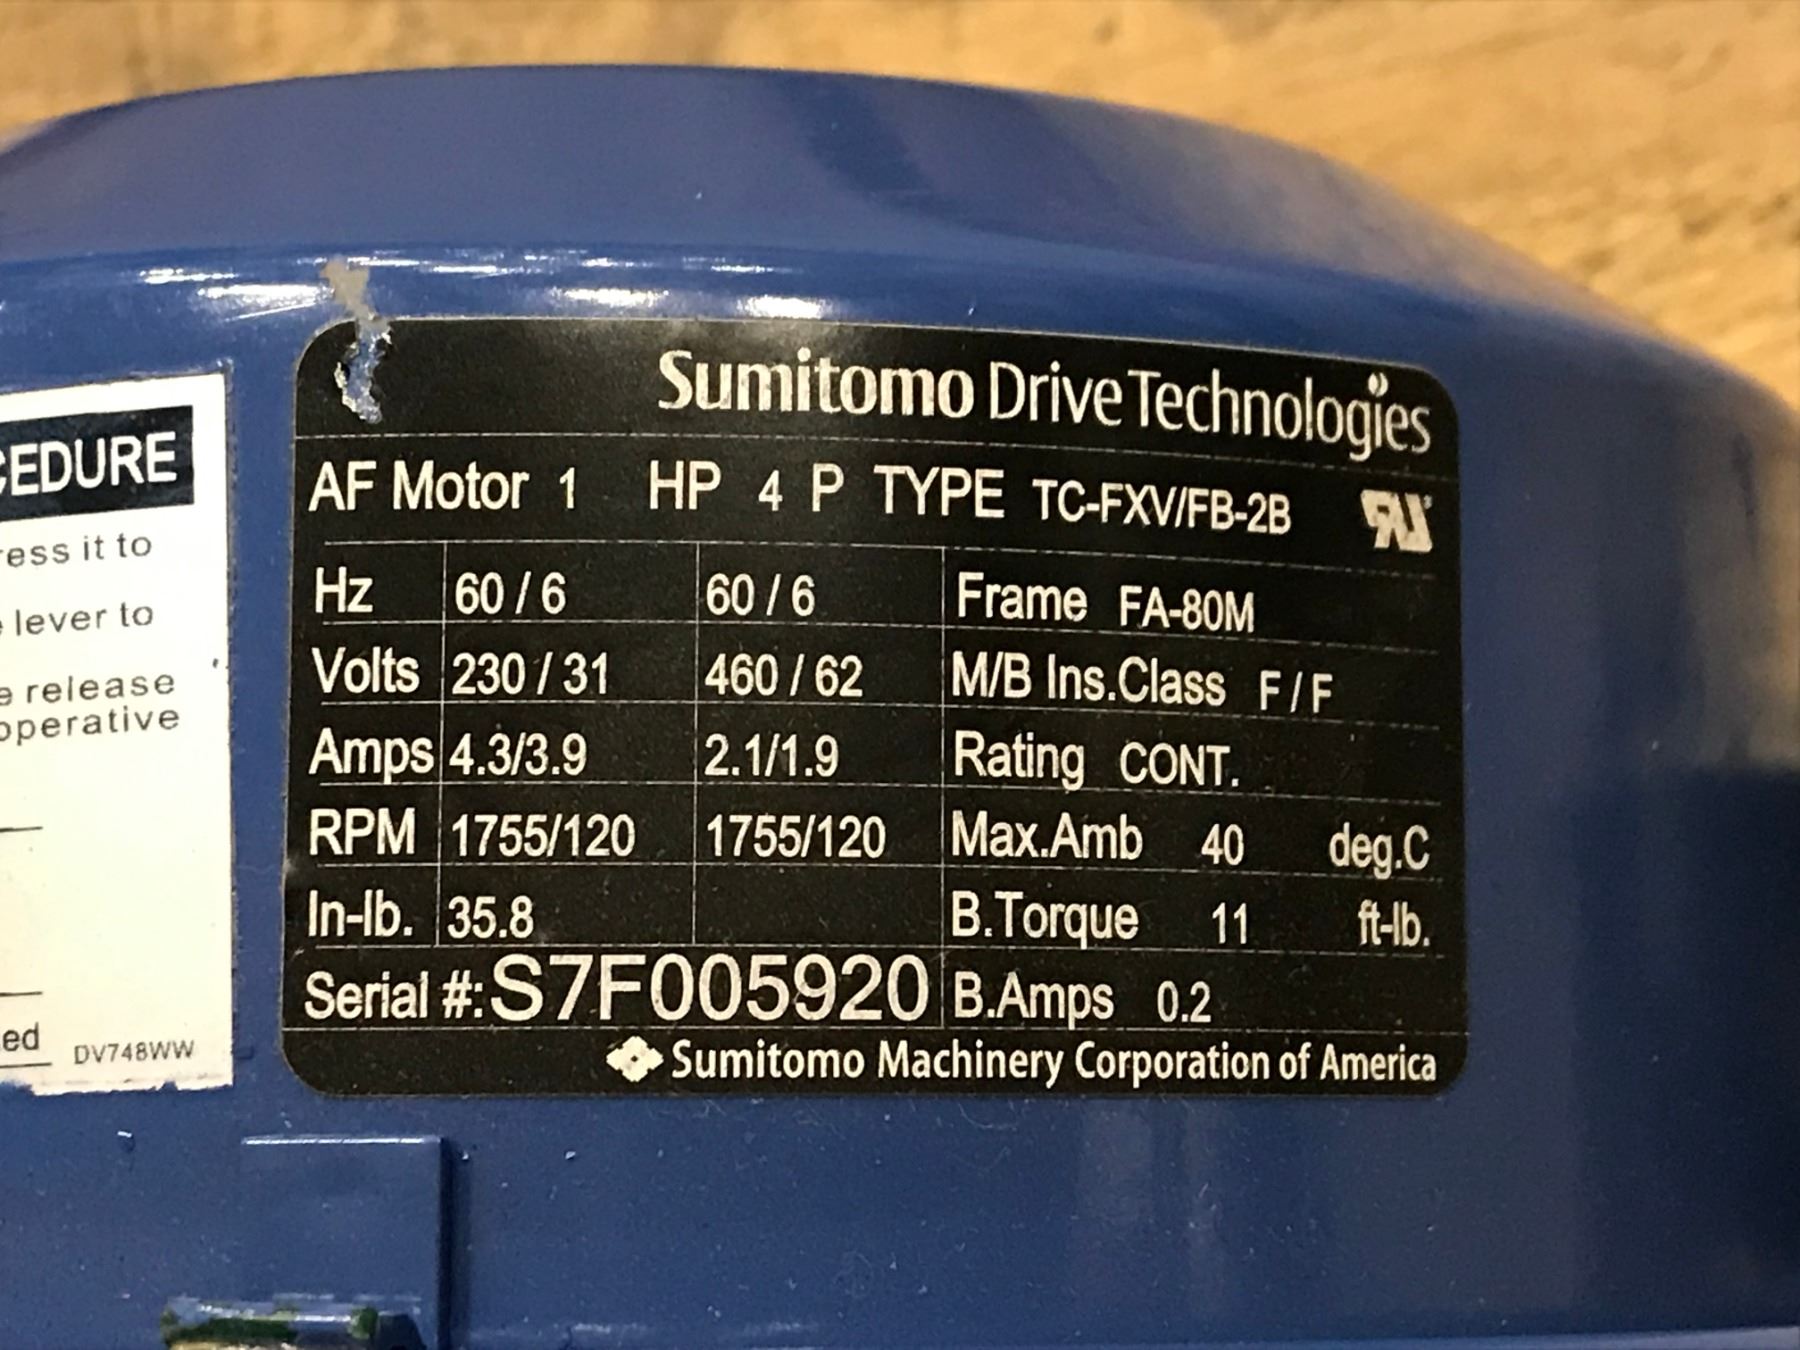 Sumitomo Drive Technologies
AF Motor 1 HP 4 P TYPE TC-FXV/FB-2B
Hz 60 / 6 60 / 6 Frame FA-80M
Volts 230 / 31 460 / 62 M/B Ins.Class F / F
Amps 4.3/3.9 2.1/1.9 Rating CONT.
RPM 1755/120 1755/120 Max.Amb 40 deg.C
In-lb. 35.8 B.Torque 11 ft-lb.
Serial #: S7F005920 B.Amps 0.2
Sumitomo Machinery Corporation of America
CEDURE
ress it to
lever to
e release
operative
ed
DV748WW